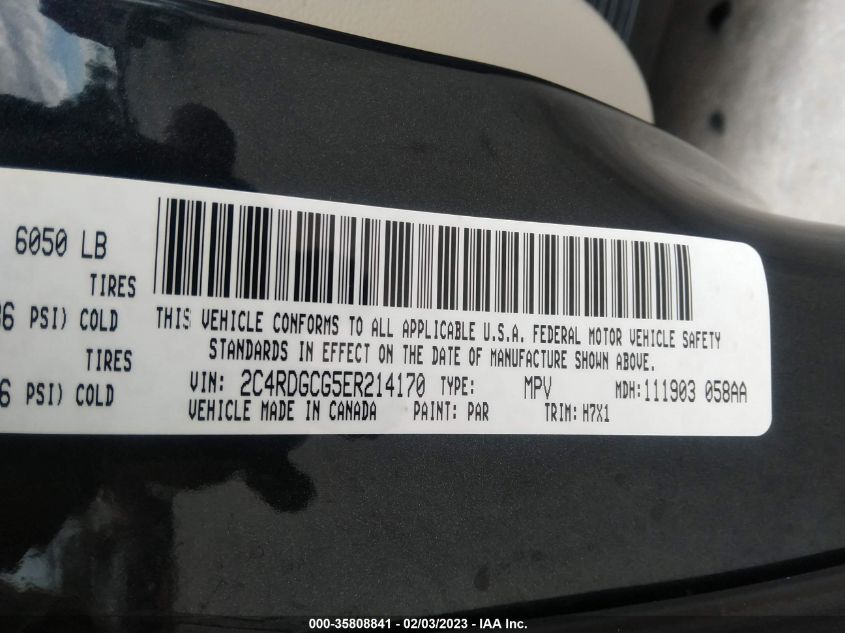 6050 LB
TIRES
6 PSI) COLD
THIS VEHICLE CONFORMS TO ALL APPLICABLE U.S.A. FEDERAL MOTOR VEHICLE SAFETY
TIRES
STANDARDS IN EFFECT ON THE DATE OF MANUFACTURE SHOWN ABOVE.
6 PSI) COLD
VIN: 2C4RDGCG5ER214170 TYPE: MPV MDH:111903 058AA
VEHICLE MADE IN CANADA PAINT: PAR TRIM: H7X1
000-35808841 - 02/03/2023 - IAA Inc.